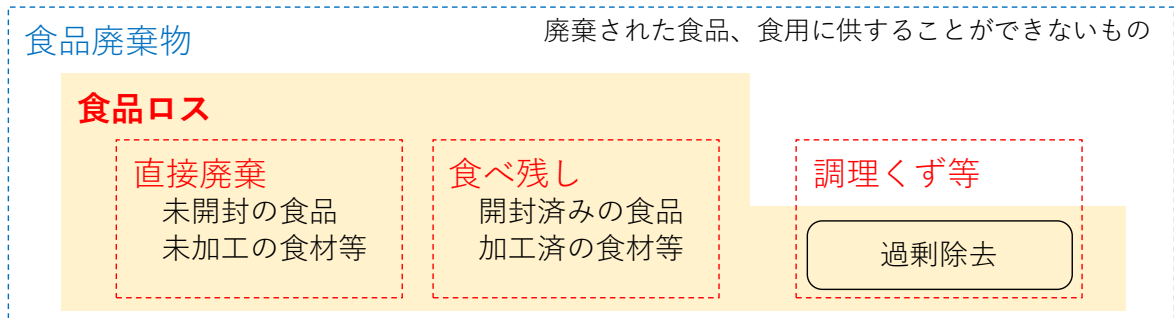 食品廃棄物
廃棄された食品、食用に供することができないもの
食品ロス
直接廃棄
未開封の食品
未加工の食材等
食べ残し
開封済みの食品
加工済の食材等
調理くず等
過剰除去